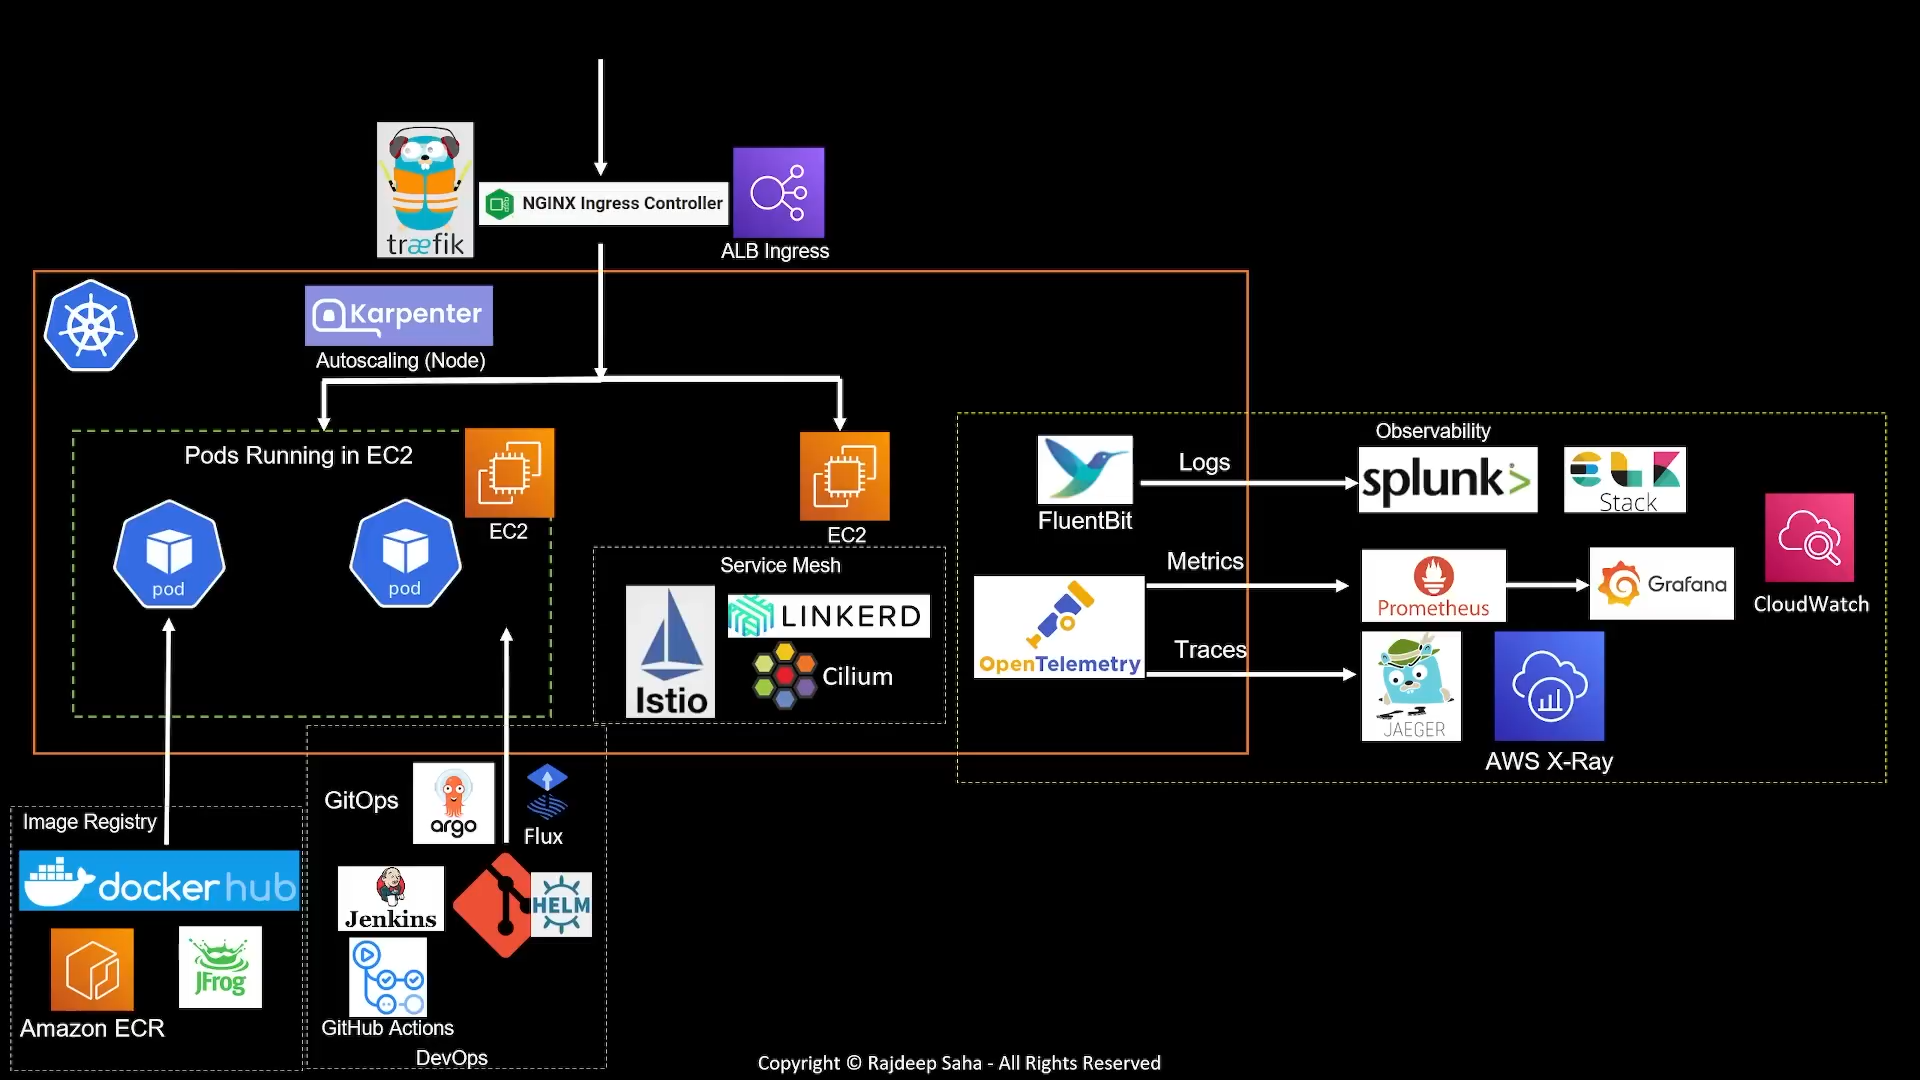 træfik
NGINX Ingress Controller
ALB Ingress
Karpenter
Autoscaling (Node)
Pods Running in EC2
pod
pod
EC2
EC2
Service Mesh
Istio
LINKERD
Cilium
Observability
FluentBit
Logs
splunk>
ELK
Stack
Metrics
OpenTelemetry
Traces
Prometheus
Grafana
CloudWatch
JAEGER
AWS X-Ray
Image Registry
docker hub
Amazon ECR
JFrog
GitOps
argo
Flux
Jenkins
HELM
GitHub Actions
DevOps
Copyright © Rajdeep Saha - All Rights Reserved